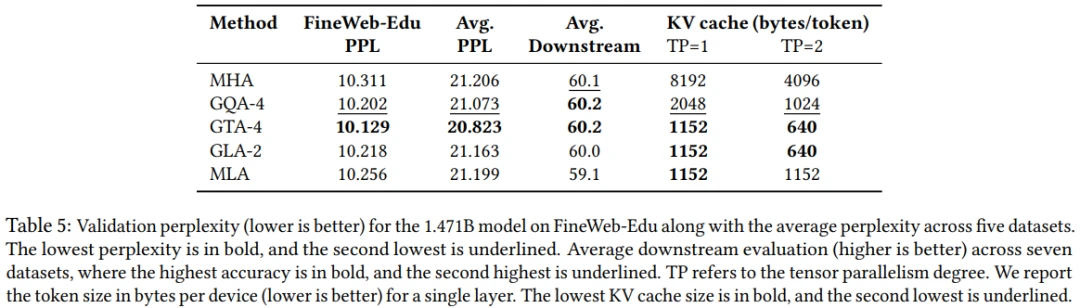 Method FineWeb-Edu Avg. Avg. KV cache (bytes/token)
PPL PPL Downstream TP=1 TP=2
MHA 10.311 21.206 60.1 8192 4096
GQA-4 10.202 21.073 60.2 2048 1024
GTA-4 10.129 20.823 60.2 1152 640
GLA-2 10.218 21.163 60.0 1152 640
MLA 10.256 21.199 59.1 1152 1152
Table 5: Validation perplexity (lower is better) for the 1.471B model on FineWeb-Edu along with the average perplexity across five datasets.
The lowest perplexity is in bold, and the second lowest is underlined. Average downstream evaluation (higher is better) across seven
datasets, where the highest accuracy is in bold, and the second highest is underlined. TP refers to the tensor parallelism degree. We report
the token size in bytes per device (lower is better) for a single layer. The lowest KV cache size is in bold, and the second lowest is underlined.